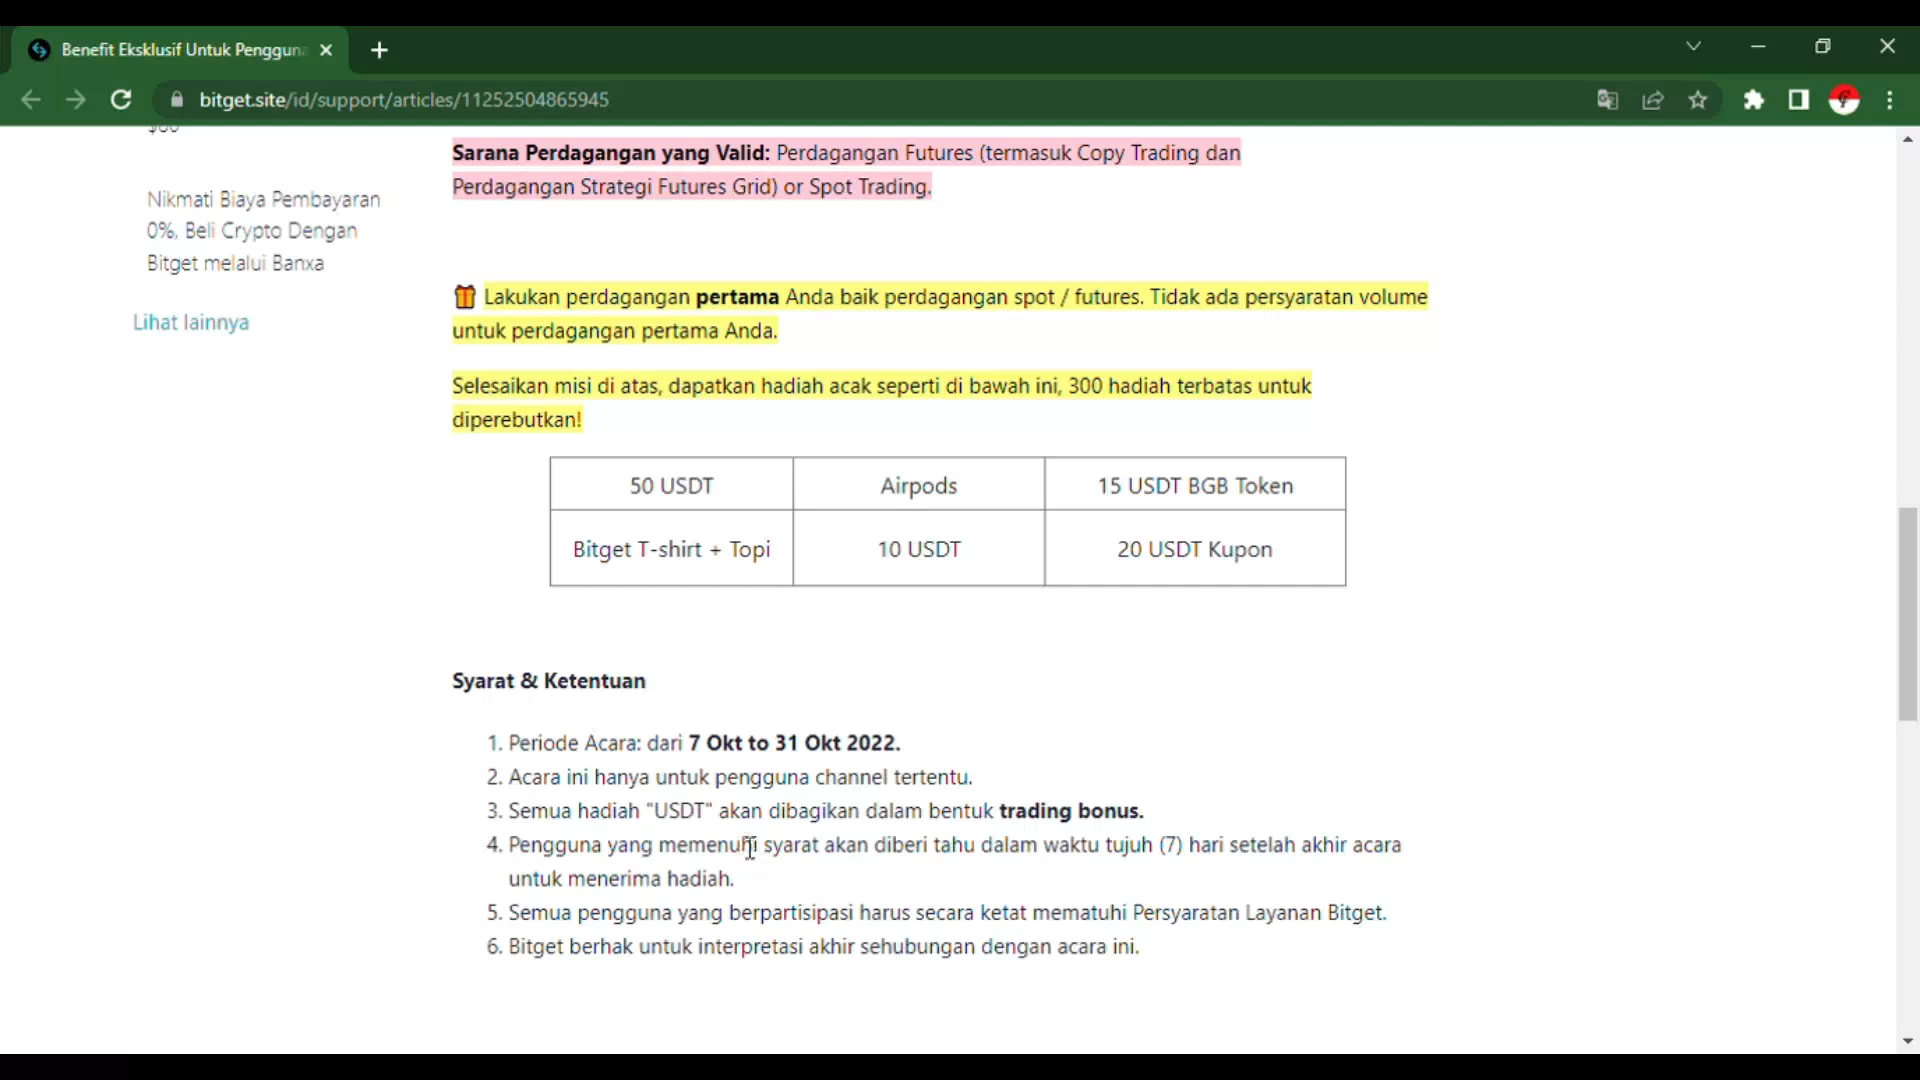 Benefit Eksklusif Untuk Pengguna
bitget.site/id/support/articles/11252504865945
Sarana Perdagangan yang Valid: Perdagangan Futures (termasuk Copy Trading dan
Perdagangan Strategi Futures Grid) or Spot Trading.
Nikmati Biaya Pembayaran
0%, Beli Crypto Dengan
Bitget melalui Banxa
Lihat lainnya
Lakukan perdagangan pertama Anda baik perdagangan spot / futures. Tidak ada persyaratan volume
untuk perdagangan pertama Anda.
Selesaikan misi di atas, dapatkan hadiah acak seperti di bawah ini, 300 hadiah terbatas untuk
diperebutkan!
50 USDT Airpods 15 USDT BGB Token
Bitget T-shirt + Topi 10 USDT 20 USDT Kupon
Syarat & Ketentuan
1. Periode Acara: dari 7 Okt to 31 Okt 2022.
2. Acara ini hanya untuk pengguna channel tertentu.
3. Semua hadiah "USDT" akan dibagikan dalam bentuk trading bonus.
4. Pengguna yang memenuhi syarat akan diberi tahu dalam waktu tujuh (7) hari setelah akhir acara
untuk menerima hadiah.
5. Semua pengguna yang berpartisipasi harus secara ketat mematuhi Persyaratan Layanan Bitget.
6. Bitget berhak untuk interpretasi akhir sehubungan dengan acara ini.